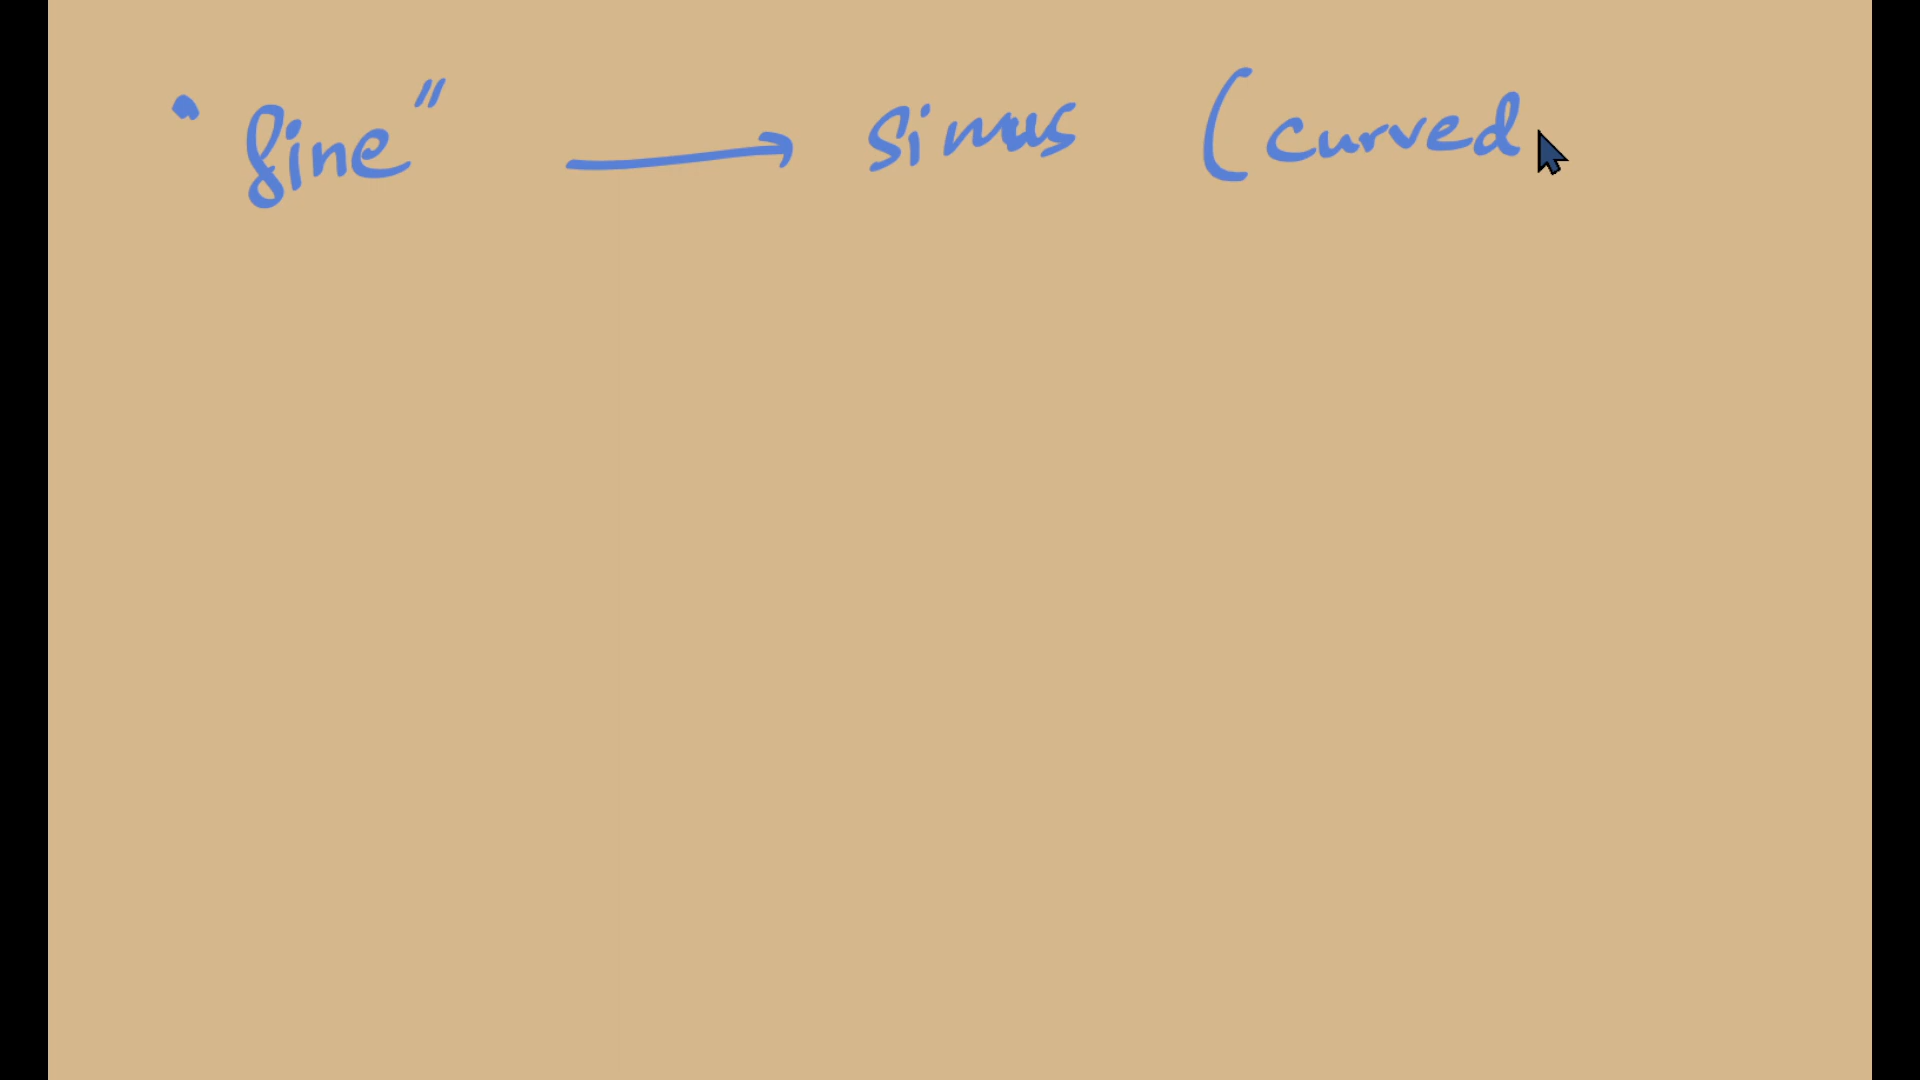 "sine" → sinus (curved